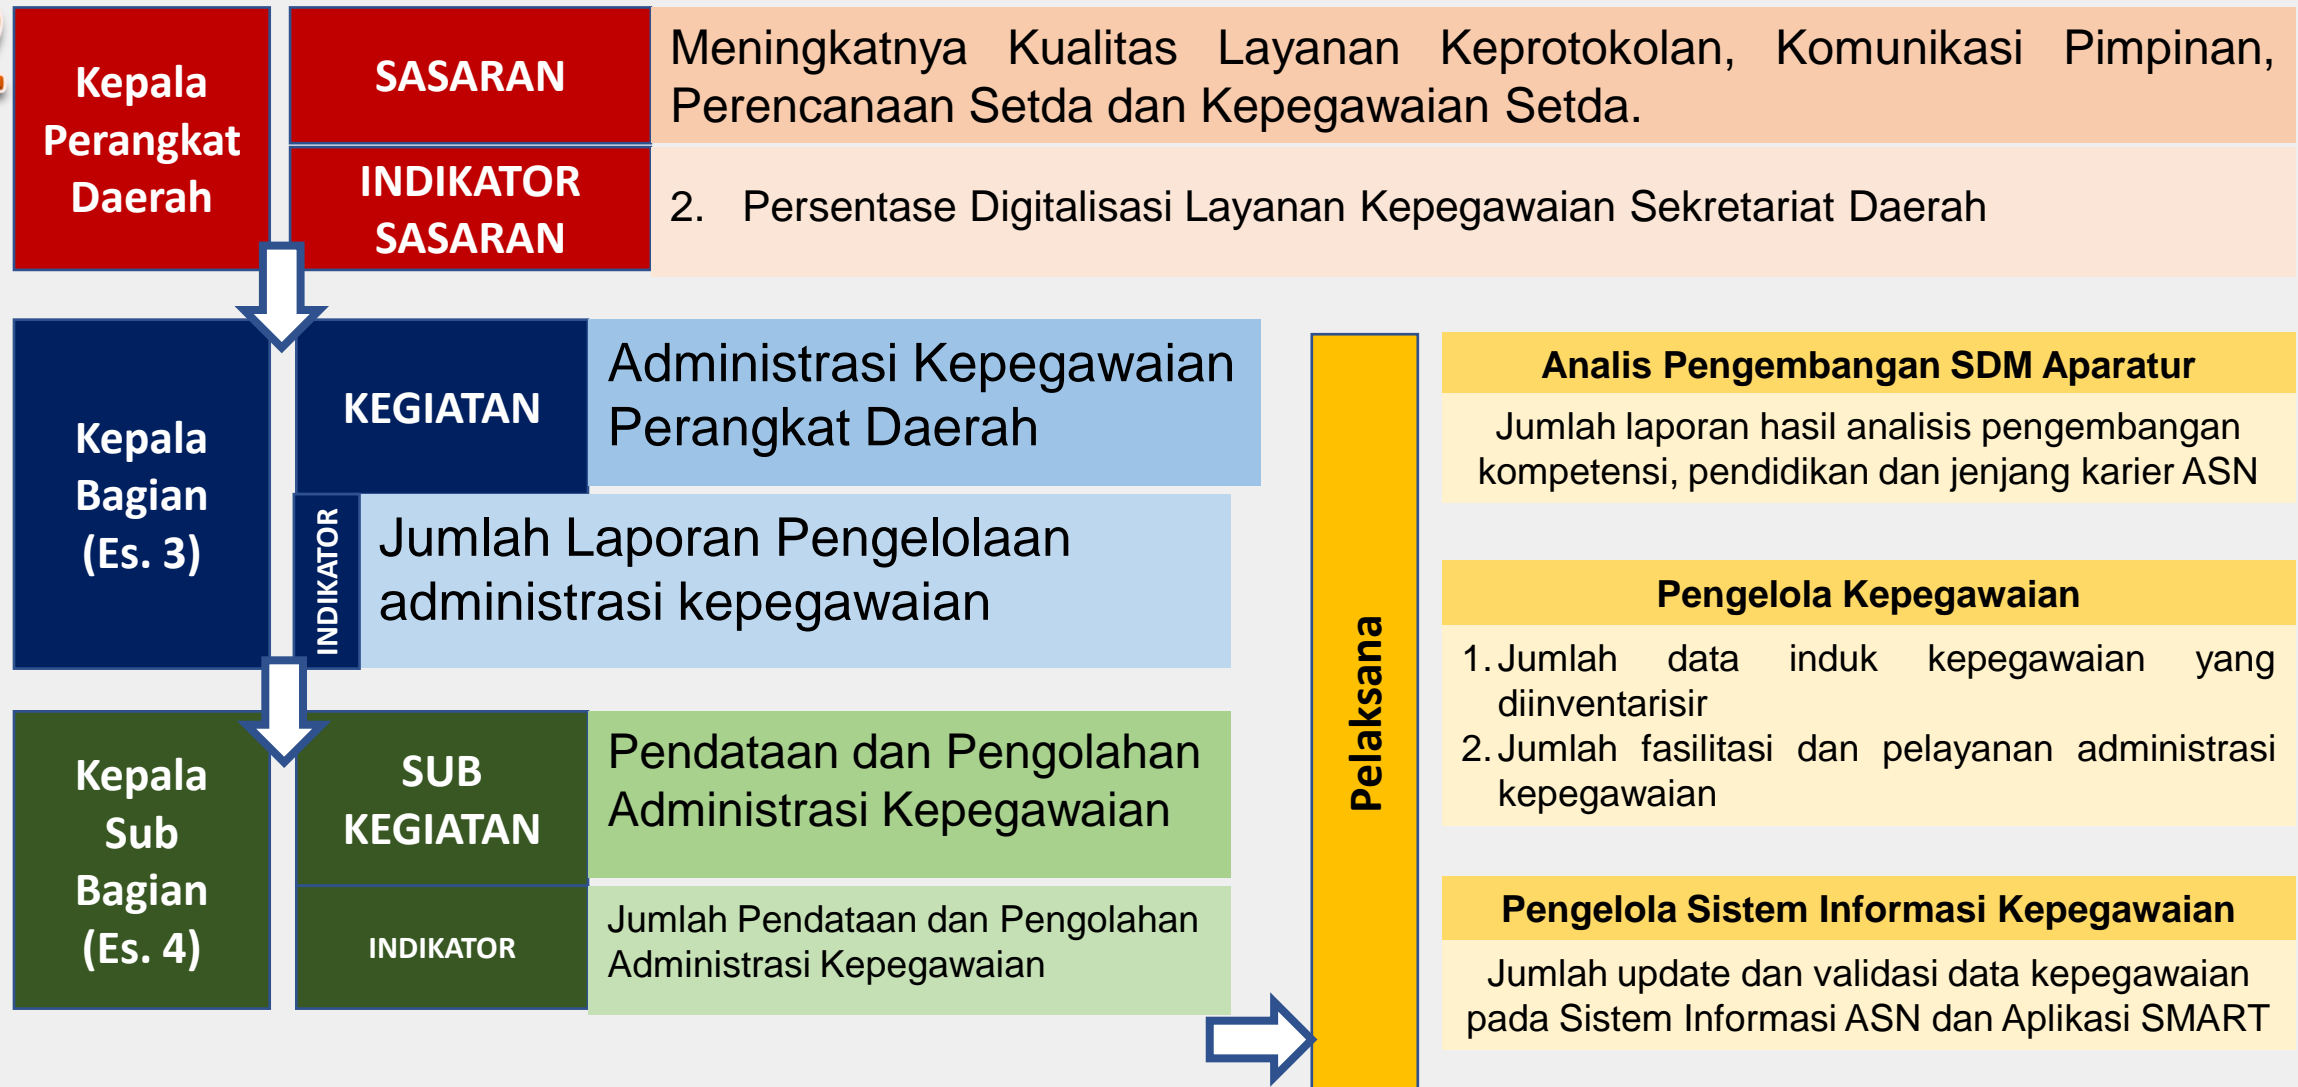 Kepala
Perangkat
Daerah
SASARAN
Meningkatnya Kualitas Layanan Keprotokolan, Komunikasi Pimpinan,
Perencanaan Setda dan Kepegawaian Setda.
INDIKATOR
SASARAN
2. Persentase Digitalisasi Layanan Kepegawaian Sekretariat Daerah
Kepala
Bagian
(Es. 3)
KEGIATAN
Administrasi Kepegawaian
Perangkat Daerah
INDIKATOR
Jumlah Laporan Pengelolaan
administrasi kepegawaian
Kepala
Sub
Bagian
(Es. 4)
SUB
KEGIATAN
Pendataan dan Pengolahan
Administrasi Kepegawaian
INDIKATOR
Jumlah Pendataan dan Pengolahan
Administrasi Kepegawaian
Pelaksana
Analis Pengembangan SDM Aparatur
Jumlah laporan hasil analisis pengembangan
kompetensi, pendidikan dan jenjang karier ASN
Pengelola Kepegawaian
1. Jumlah data induk kepegawaian yang
diinventarisir
2. Jumlah fasilitasi dan pelayanan administrasi
kepegawaian
Pengelola Sistem Informasi Kepegawaian
Jumlah update dan validasi data kepegawaian
pada Sistem Informasi ASN dan Aplikasi SMART